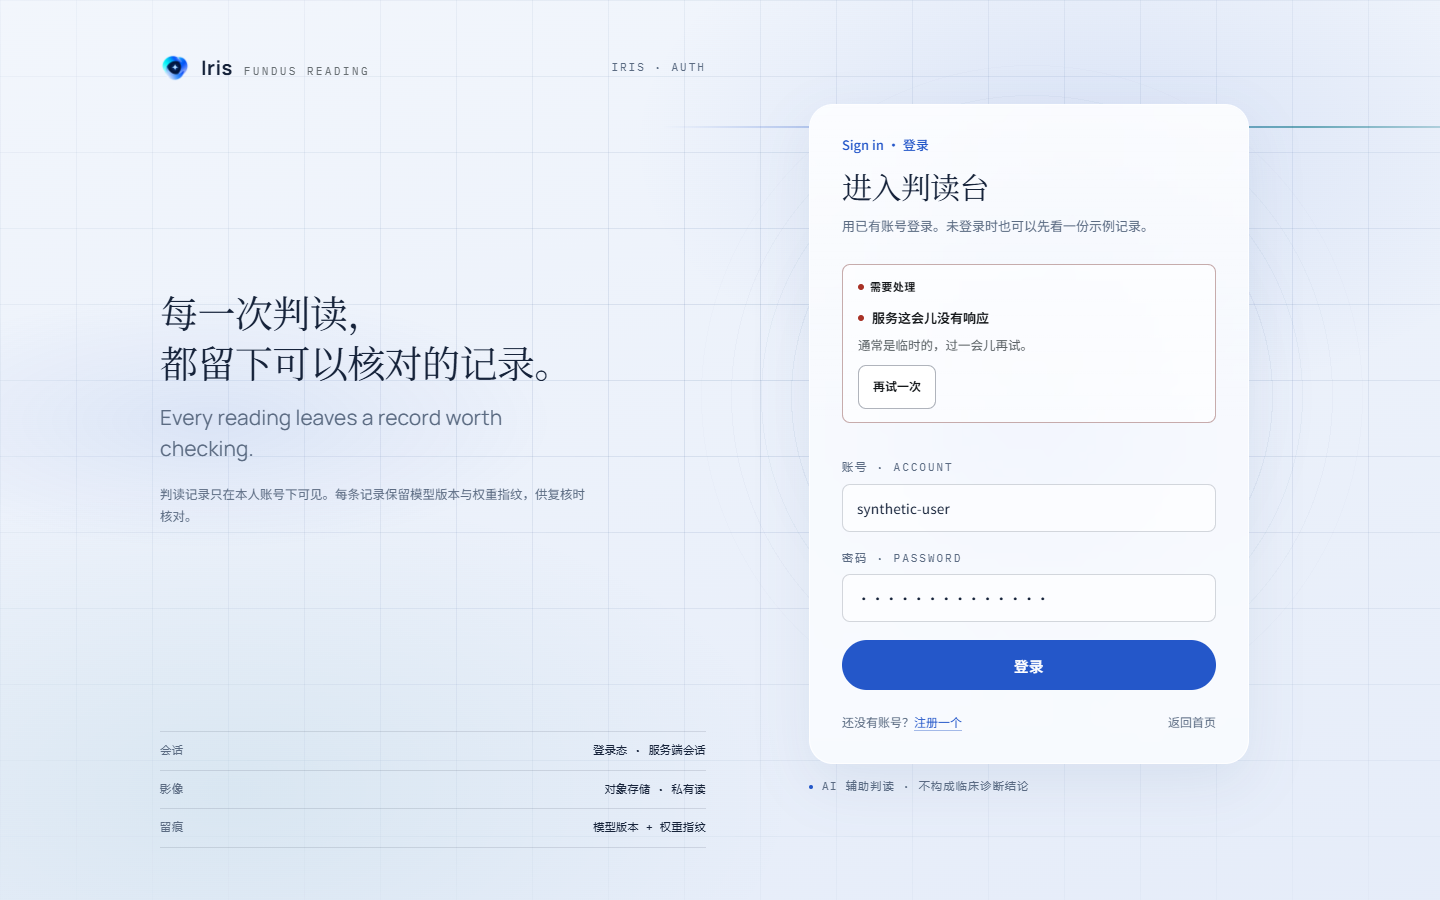 Iris FUNDUS READING
IRIS · AUTH
每一次判读，
都留下可以核对的记录。
Every reading leaves a record worth
checking.
判读记录只在本人账号下可见。每条记录保留模型版本与权重指纹，供复核时
核对。
会话 登录态 · 服务端会话
影像 对象存储 · 私有读
留痕 模型版本 + 权重指纹
Sign in · 登录
进入判读台
用已有账号登录。未登录时也可以先看一份示例记录。
需要处理
服务这会儿没有响应
通常是临时的，过一会儿再试。
再试一次
账号 · ACCOUNT
synthetic-user
密码 · PASSWORD
登录
还没有账号？注册一个 返回首页
AI 辅助判读 · 不构成临床诊断结论